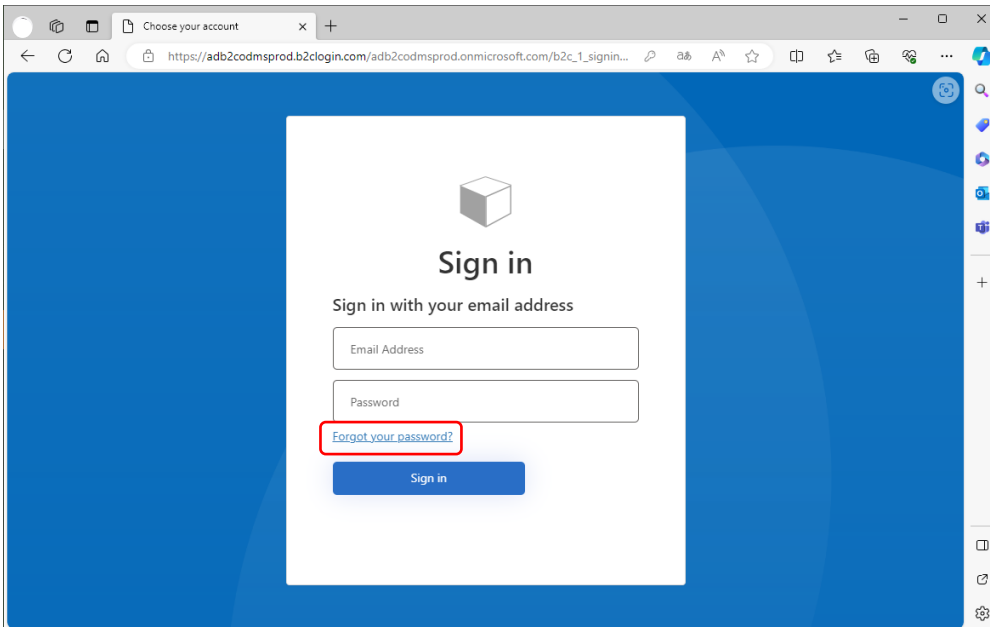 Choose your account
https://adb2codmsprod.b2clogin.com/adb2codmsprod.onmicrosoft.com/b2c_1_signin...
Sign in
Sign in with your email address
Email Address
Password
Forgot your password?
Sign in